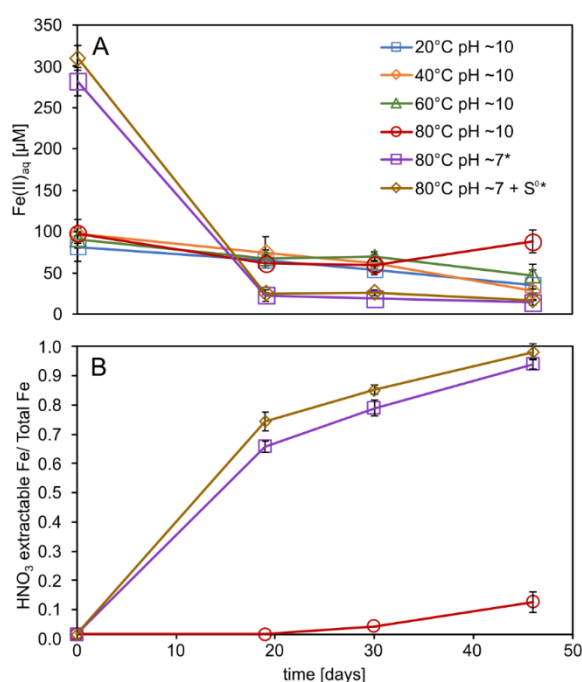 A
Fe(II)aq [µM]
350
300
250
200
150
100
50
0
20°C pH ~10
40°C pH ~10
60°C pH ~10
80°C pH ~10
80°C pH ~7*
80°C pH ~7 + S⁰*
B
HNO₃ extractable Fe/ Total Fe
1.0
0.9
0.8
0.7
0.6
0.5
0.4
0.3
0.2
0.1
0.0
0 10 20 30 40 50
time [days]